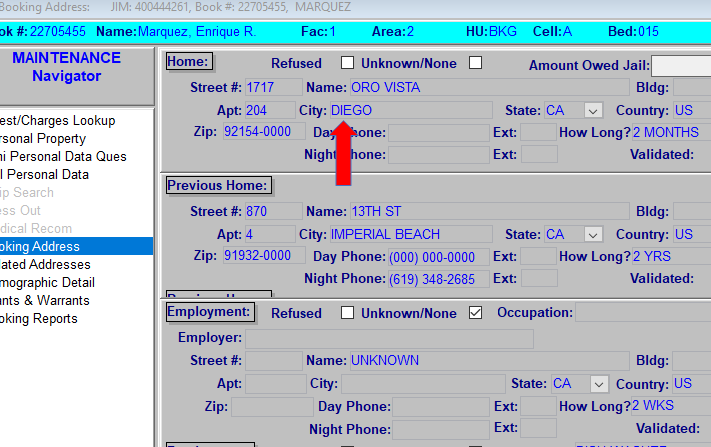 Booking Address: JIM: 400444261, Book #: 22705455, MARQUEZ
ok #: 22705455 Name: Marquez, Enrique R. Fac: 1 Area: 2 HU: BKG Cell: A Bed: 015
MAINTENANCE
Navigator
est/Charges Lookup
ersonal Property
ni Personal Data Ques
ll Personal Data
ip Search
ess Out
edical Recom
oking Address
lated Addresses
mographic Detail
ants & Warrants
oking Reports
Home: Refused Unknown/None Amount Owed Jail:
Street #: 1717 Name: ORO VISTA Bldg:
Apt: 204 City: DIEGO State: CA Country: US
Zip: 92154-0000 Day Phone: Ext: How Long? 2 MONTHS
Night Phone: Ext: Validated:
Previous Home:
Street #: 870 Name: 13TH ST Bldg:
Apt: 4 City: IMPERIAL BEACH State: CA Country: US
Zip: 91932-0000 Day Phone: (000) 000-0000 Ext: How Long? 2 YRS
Night Phone: (619) 348-2685 Ext: Validated:
Employment: Refused Unknown/None Occupation:
Employer:
Street #: Name: UNKNOWN Bldg:
Apt: City: State: CA Country: US
Zip: Day Phone: Ext: How Long? 2 WKS
Night Phone: Ext: Validated: